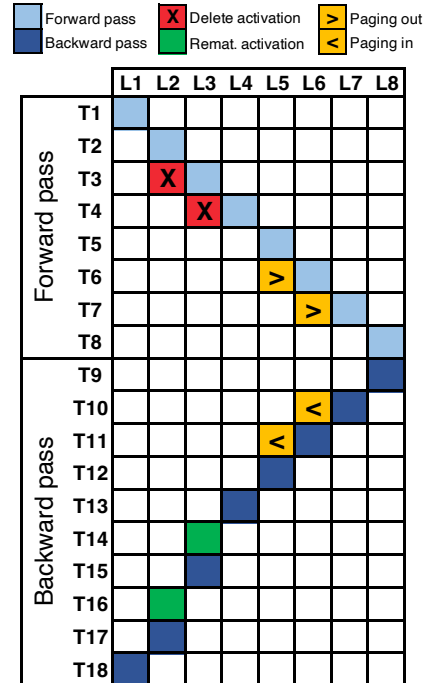 Forward pass X Delete activation > Paging out
Backward pass Remat. activation < Paging in
L1 L2 L3 L4 L5 L6 L7 L8
Forward pass
T1
T2
T3 X
T4 X
T5
T6 >
T7 >
T8
Backward pass
T9
T10 <
T11 <
T12
T13
T14
T15
T16
T17
T18